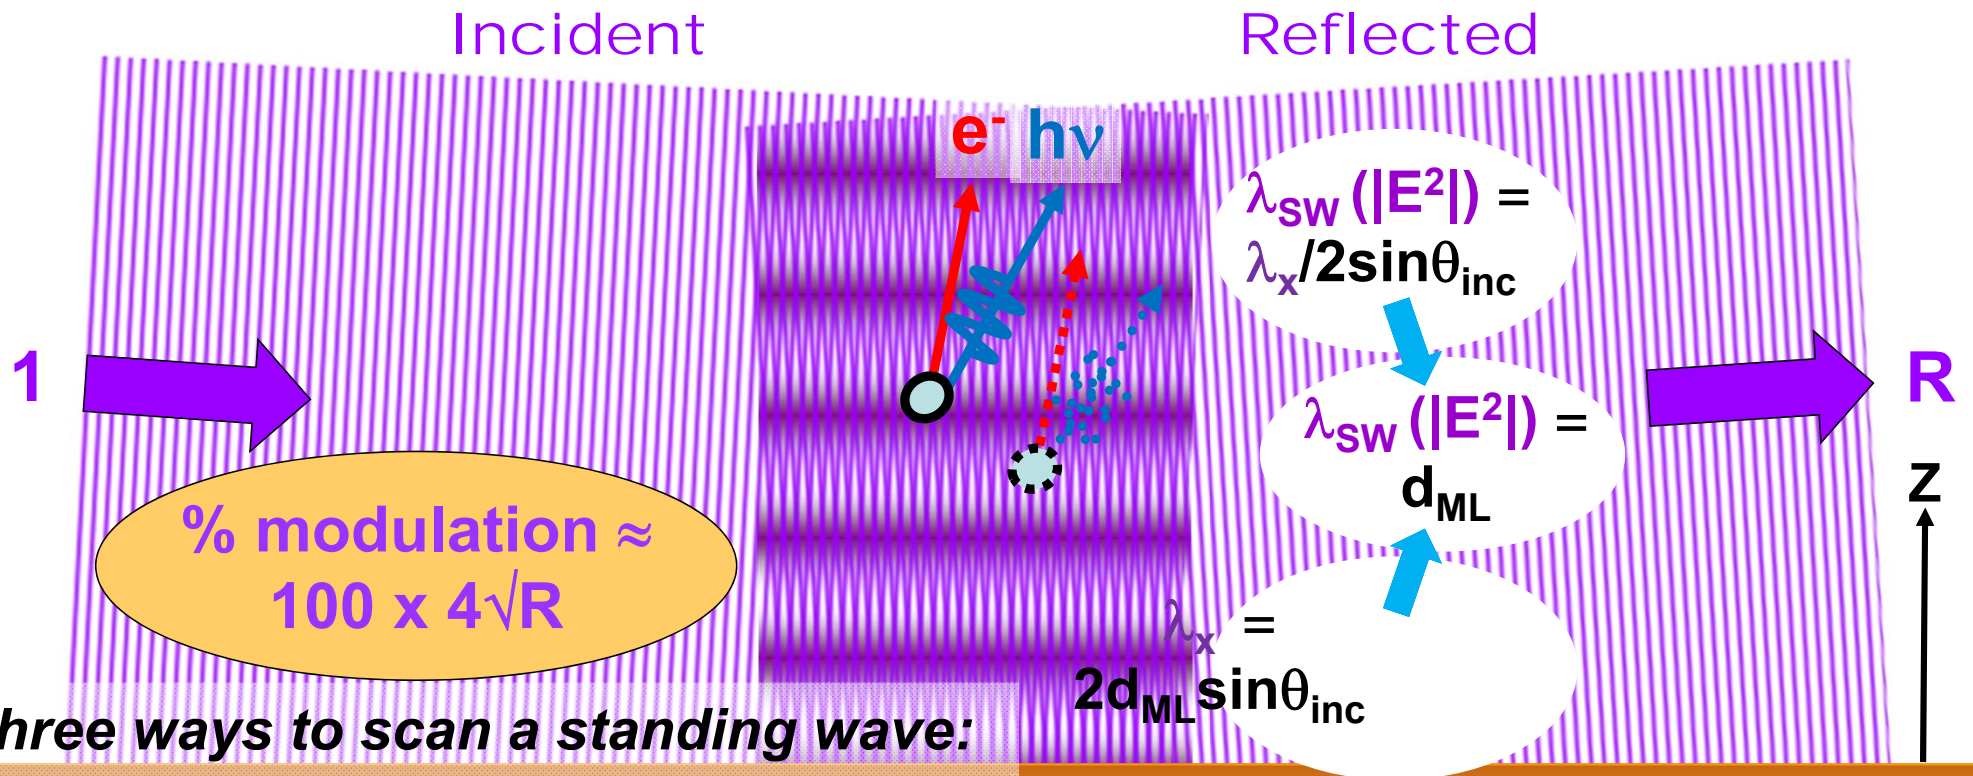 Incident
Reflected
e⁻ hν
λSW (|E²|) =
λx/2sinθinc
1
R
λSW (|E²|) =
dML
Z
% modulation ≈
100 x 4√R
λx =
2dMLsinθinc
hree ways to scan a standing wave: